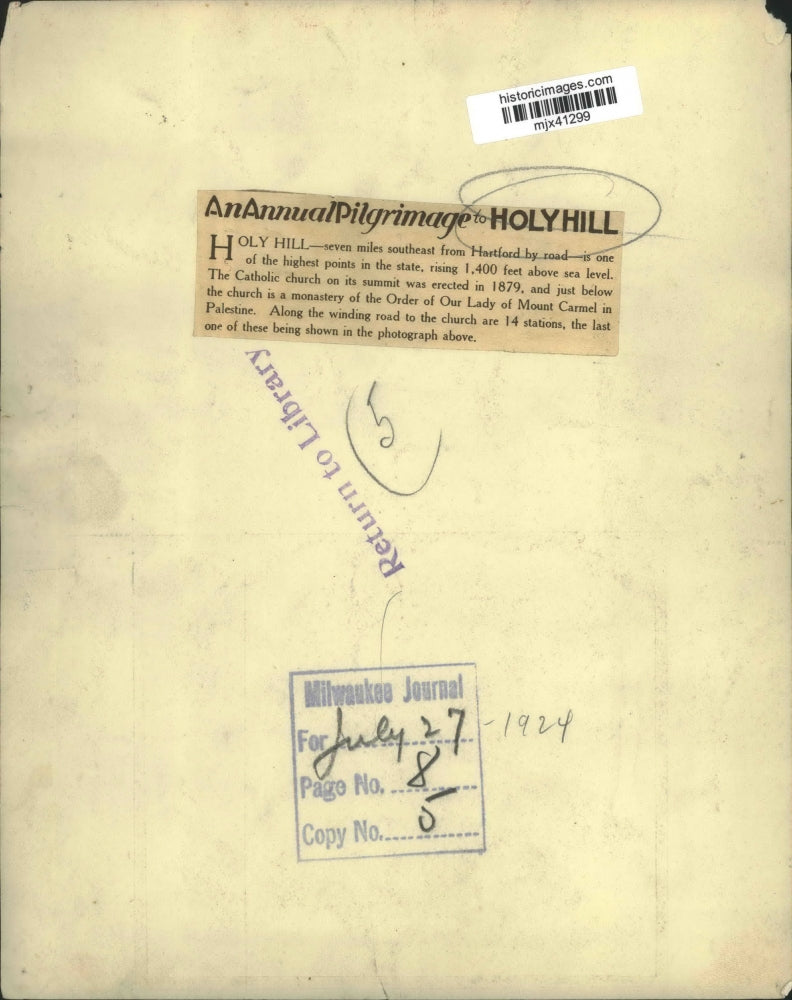 historicimages.com
mjx41299
An Annual Pilgrimage to HOLY HILL
HOLY HILL—seven miles southeast from Hartford by road—is one
of the highest points in the state, rising 1,400 feet above sea level.
The Catholic church on its summit was erected in 1879, and just below
the church is a monastery of the Order of Our Lady of Mount Carmel in
Palestine. Along the winding road to the church are 14 stations, the last
one of these being shown in the photograph above.
Return to Library
5
Milwaukee Journal
For July 27 - 1924
Page No. 8
Copy No. 5